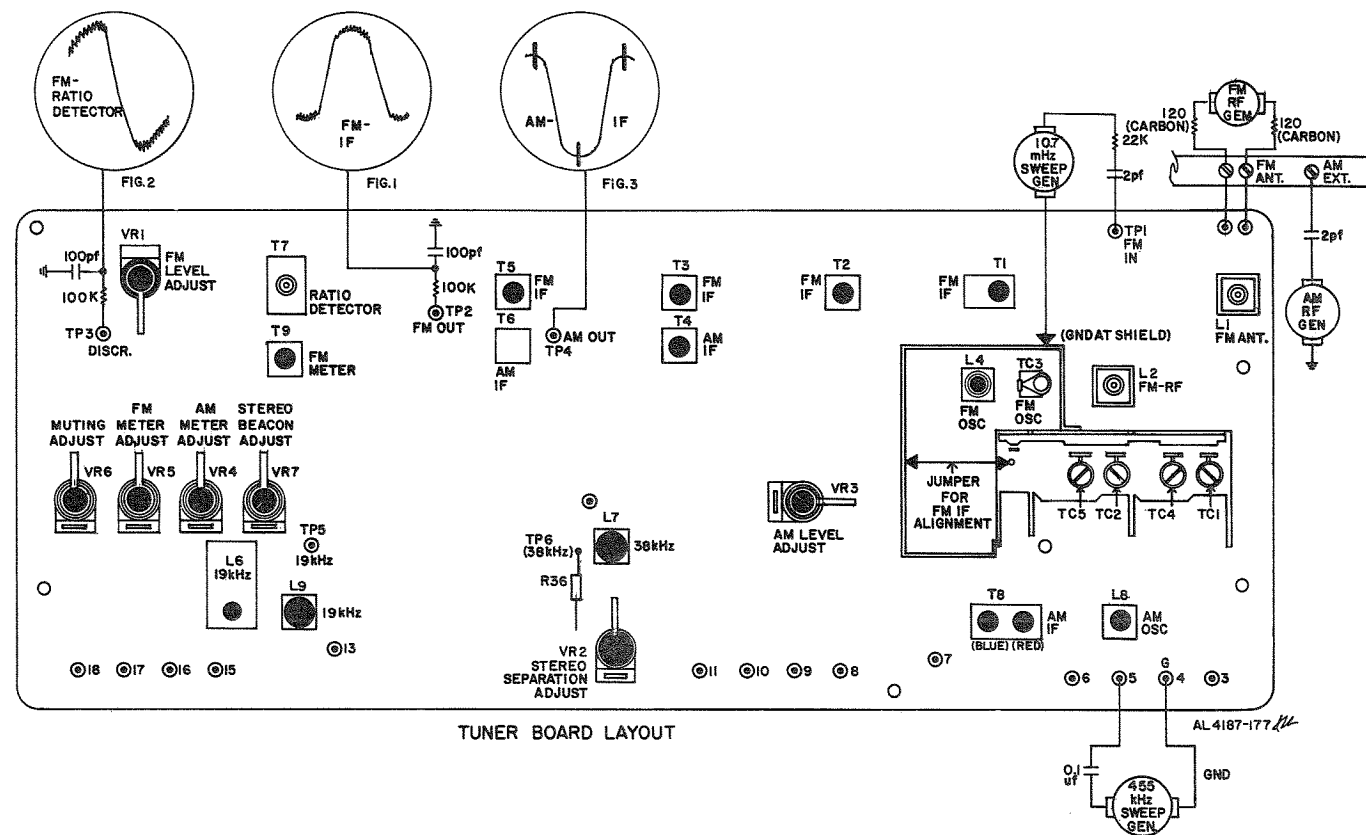 FM-
RATIO
DETECTOR
FIG.2
FM-
IF
FIG.1
AM-
IF
FIG.3
10.7
mHz
SWEEP
GEN
22K
2pf
TP1
FM
IN
120
(CARBON)
FM
RF
GEM
120
(CARBON)
FM
ANT.
AM
EXT.
2pf
AM
RF
GEN
100pf
100K
TP3
DISCR.
VR1
FM
LEVEL
ADJUST
T7
RATIO
DETECTOR
T9
FM
METER
100pf
100K
TP2
FM OUT
T5
FM
IF
T6
AM
IF
AM OUT
TP4
T3
FM
IF
T4
AM
IF
T2
FM
IF
T1
FM
IF
L1
FM ANT.
(GND AT SHIELD)
L4
FM
OSC
TC3
FM
OSC
L2
FM-RF
JUMPER
FOR
FM IF
ALIGNMENT
TC5
TC2
TC4
TC1
MUTING
ADJUST
VR6
FM
METER
ADJUST
VR5
AM
METER
ADJUST
VR4
STEREO
BEACON
ADJUST
VR7
L6
19kHz
TP5
19kHz
L9
19kHz
TP6
(38kHz)
R36
L7
38kHz
VR2
STEREO
SEPARATION
ADJUST
VR3
AM LEVEL
ADJUST
T8
AM
IF
(BLUE) (RED)
L8
AM
OSC
18
17
16
15
13
11
10
9
8
7
6
5
G
4
3
AL4187-177
TUNER BOARD LAYOUT
0.1
uf
455
kHz
SWEEP
GEN
GND